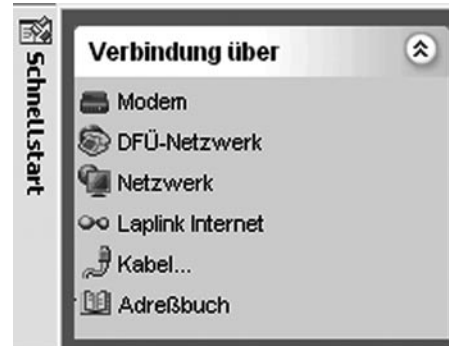 Schnellstart
Verbindung über
Modem
DFÜ-Netzwerk
Netzwerk
Laplink Internet
Kabel...
Adreßbuch